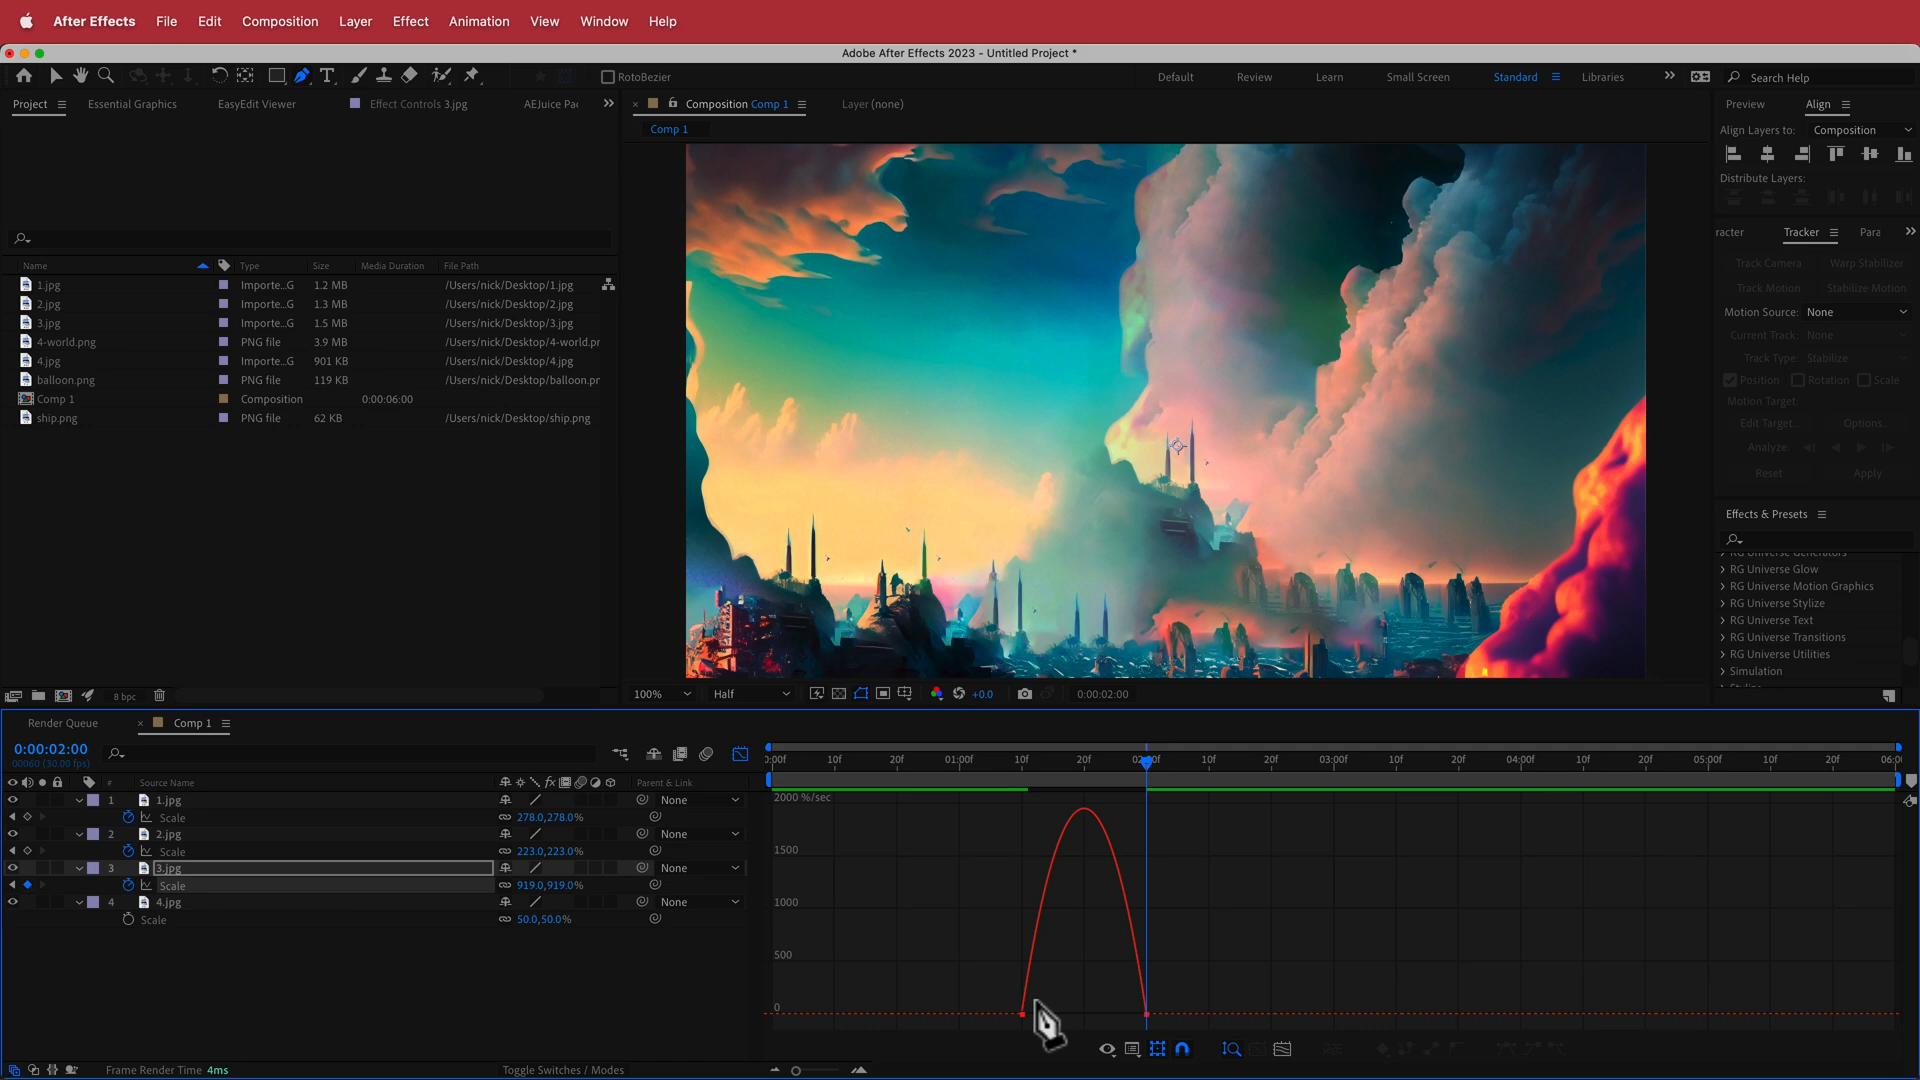 After Effects File Edit Composition Layer Effect Animation View Window Help
Adobe After Effects 2023 - Untitled Project *
RotoBezier Default Review Learn Small Screen Standard Libraries Search Help
Project Essential Graphics EasyEdit Viewer Effect Controls 3.jpg AEJuice Pac Composition Comp 1 Layer (none) Preview Align
Comp 1 Align Layers to: Composition
Distribute Layers:
racter Tracker Para
Name Type Size Media Duration File Path Track Camera Warp Stabilizer
1.jpg Importe...G 1.2 MB /Users/nick/Desktop/1.jpg Track Motion Stabilize Motion
2.jpg Importe...G 1.3 MB /Users/nick/Desktop/2.jpg Motion Source: None
3.jpg Importe...G 1.5 MB /Users/nick/Desktop/3.jpg Current Track: None
4-world.png PNG file 3.9 MB /Users/nick/Desktop/4-world.pr
4.jpg Importe...G 901 KB /Users/nick/Desktop/4.jpg Track Type: Stabilize
balloon.png PNG file 119 KB /Users/nick/Desktop/balloon.pr Position Rotation Scale
Comp 1 Composition 0:00:06:00 Motion Target:
ship.png PNG file 62 KB /Users/nick/Desktop/ship.png Edit Target... Options...
Analyze:
Reset Apply
Effects & Presets
RG Universe Generators
RG Universe Glow
RG Universe Motion Graphics
RG Universe Stylize
RG Universe Text
RG Universe Transitions
RG Universe Utilities
Simulation
Stylize
8 bpc 100% Half +0.0 0:00:02:00
Render Queue Comp 1
0:00:02:00
00060 (30.00 fps)
0:00f 10f 20f 01:00f 10f 20f 02:00f 10f 20f 03:00f 10f 20f 04:00f 10f 20f 05:00f 10f 20f 06:0
# Source Name fx Parent & Link
1 1.jpg None 2000 %/sec
Scale 278.0,278.0%
2 2.jpg None
Scale 223.0,223.0% 1500
3 3.jpg None
Scale 919.0,919.0%
4 4.jpg None 1000
Scale 50.0,50.0%
500
0
Frame Render Time 4ms Toggle Switches / Modes